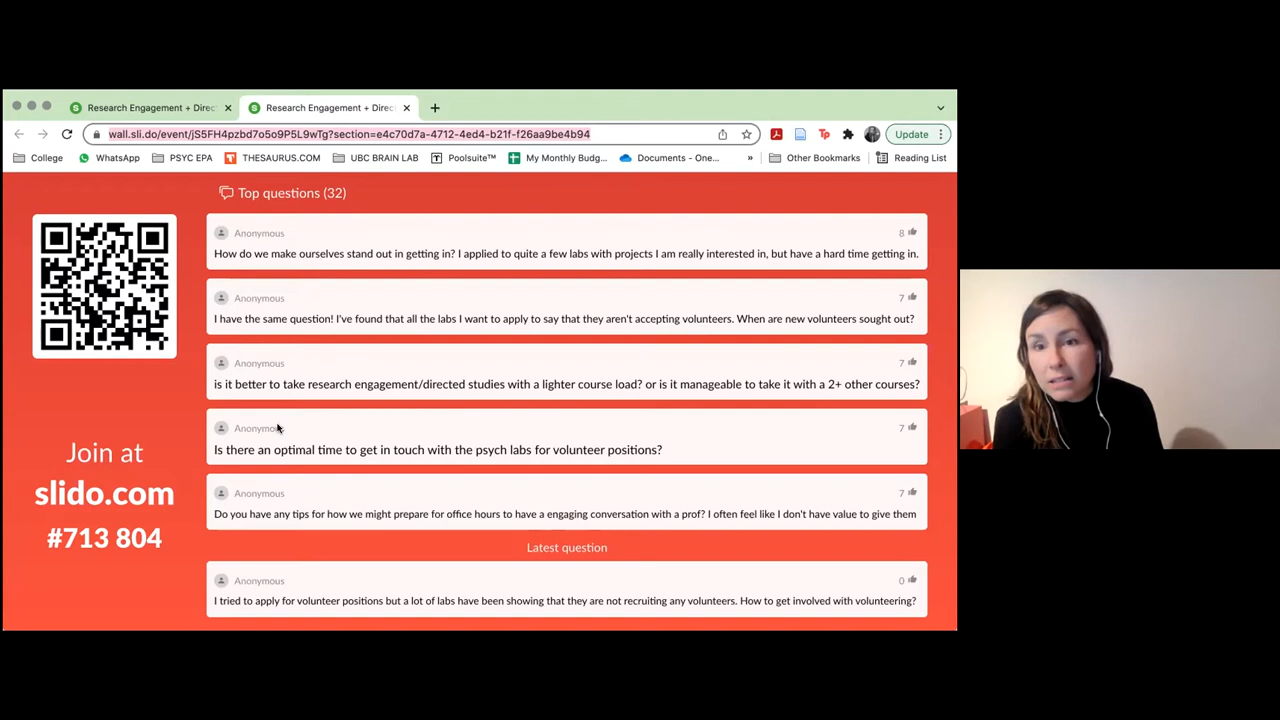 Research Engagement + Direc
Research Engagement + Direc
wall.sli.do/event/jS5FH4pzbd7o5o9P5L9wTg?section=e4c70d7a-4712-4ed4-b21f-f26aa9be4b94
Update
College
WhatsApp
PSYC EPA
THESAURUS.COM
UBC BRAIN LAB
Poolsuite™
My Monthly Budg...
Documents - One...
»
Other Bookmarks
Reading List
Top questions (32)
Anonymous
8
How do we make ourselves stand out in getting in? I applied to quite a few labs with projects I am really interested in, but have a hard time getting in.
Anonymous
7
I have the same question! I've found that all the labs I want to apply to say that they aren't accepting volunteers. When are new volunteers sought out?
Anonymous
7
is it better to take research engagement/directed studies with a lighter course load? or is it manageable to take it with a 2+ other courses?
Anonymous
7
Is there an optimal time to get in touch with the psych labs for volunteer positions?
Anonymous
7
Do you have any tips for how we might prepare for office hours to have a engaging conversation with a prof? I often feel like I don't have value to give them
Latest question
Anonymous
0
I tried to apply for volunteer positions but a lot of labs have been showing that they are not recruiting any volunteers. How to get involved with volunteering?
Join at
slido.com
#713 804